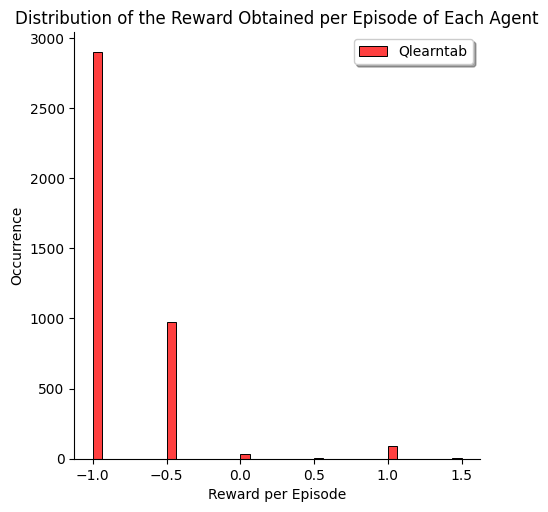 Distribution of the Reward Obtained per Episode of Each Agent
Qlearntab
3000
2500
2000
1500
1000
500
0
Occurrence
−1.0 −0.5 0.0 0.5 1.0 1.5
Reward per Episode